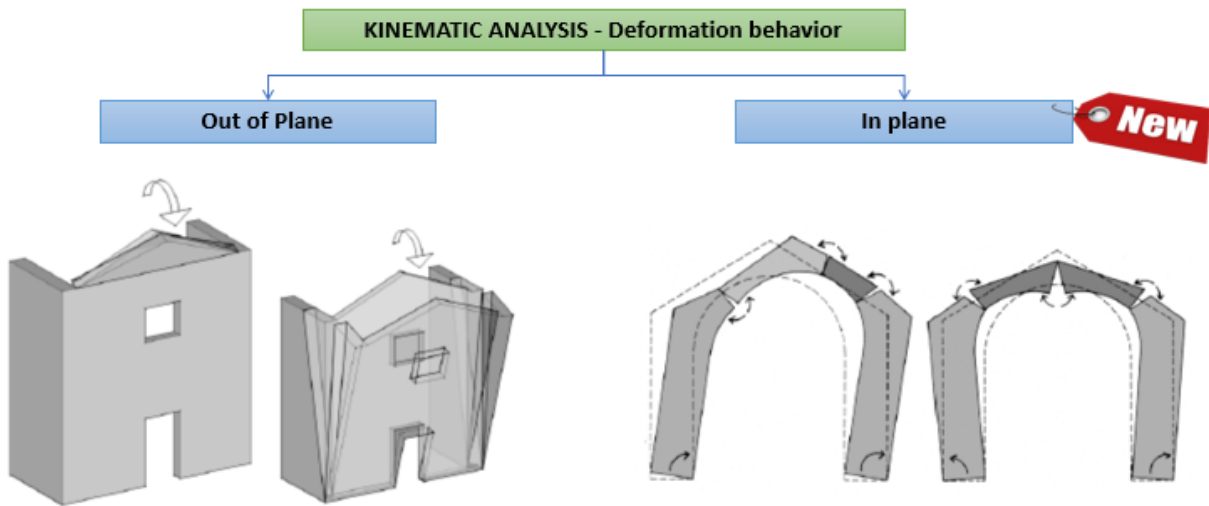 KINEMATIC ANALYSIS - Deformation behavior
Out of Plane
In plane
New